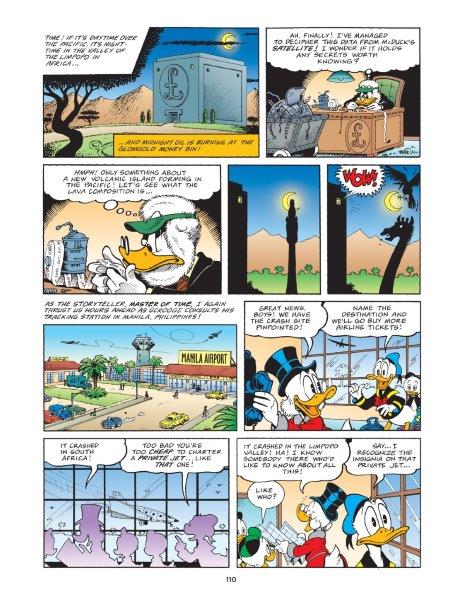 TIME! IF IT'S DAYTIME OVER
THE PACIFIC, IT'S NIGHT-
TIME IN THE VALLEY OF
THE LIMPOPO IN
AFRICA...
£
...AND MIDNIGHT OIL IS BURNING AT THE
GLOMGOLD MONEY BIN!
AH, FINALLY! I'VE MANAGED
TO DECIPHER THIS DATA FROM McDUCK'S
SATELLITE! I WONDER IF IT HOLDS
ANY SECRETS WORTH
KNOWING?
£
HMPH! ONLY SOMETHING ABOUT
A NEW VOLCANIC ISLAND FORMING IN
THE PACIFIC! LET'S SEE WHAT THE
LAVA COMPOSITION IS...
WOW!
AS THE STORYTELLER, MASTER OF TIME, I AGAIN
THRUST US HOURS AHEAD AS SCROOGE CONSULTS HIS
TRACKING STATION IN MANILA, PHILIPPINES!
MANILA AIRPORT
GREAT NEWS,
BOYS! WE HAVE
THE CRASH SITE
PINPOINTED!
NAME THE
DESTINATION AND
WE'LL GO BUY MORE
AIRLINE TICKETS!
IT CRASHED
IN SOUTH
AFRICA!
TOO BAD YOU'RE
TOO CHEAP TO CHARTER
A PRIVATE JET... LIKE
THAT ONE!
IT CRASHED IN THE LIMPOPO
VALLEY! HA! I KNOW
SOMEBODY THERE WHO'D
LIKE TO KNOW ABOUT ALL
THIS!
LIKE
WHO?
SAY... I
RECOGNIZE THE
INSIGNIA ON THAT
PRIVATE JET...
110